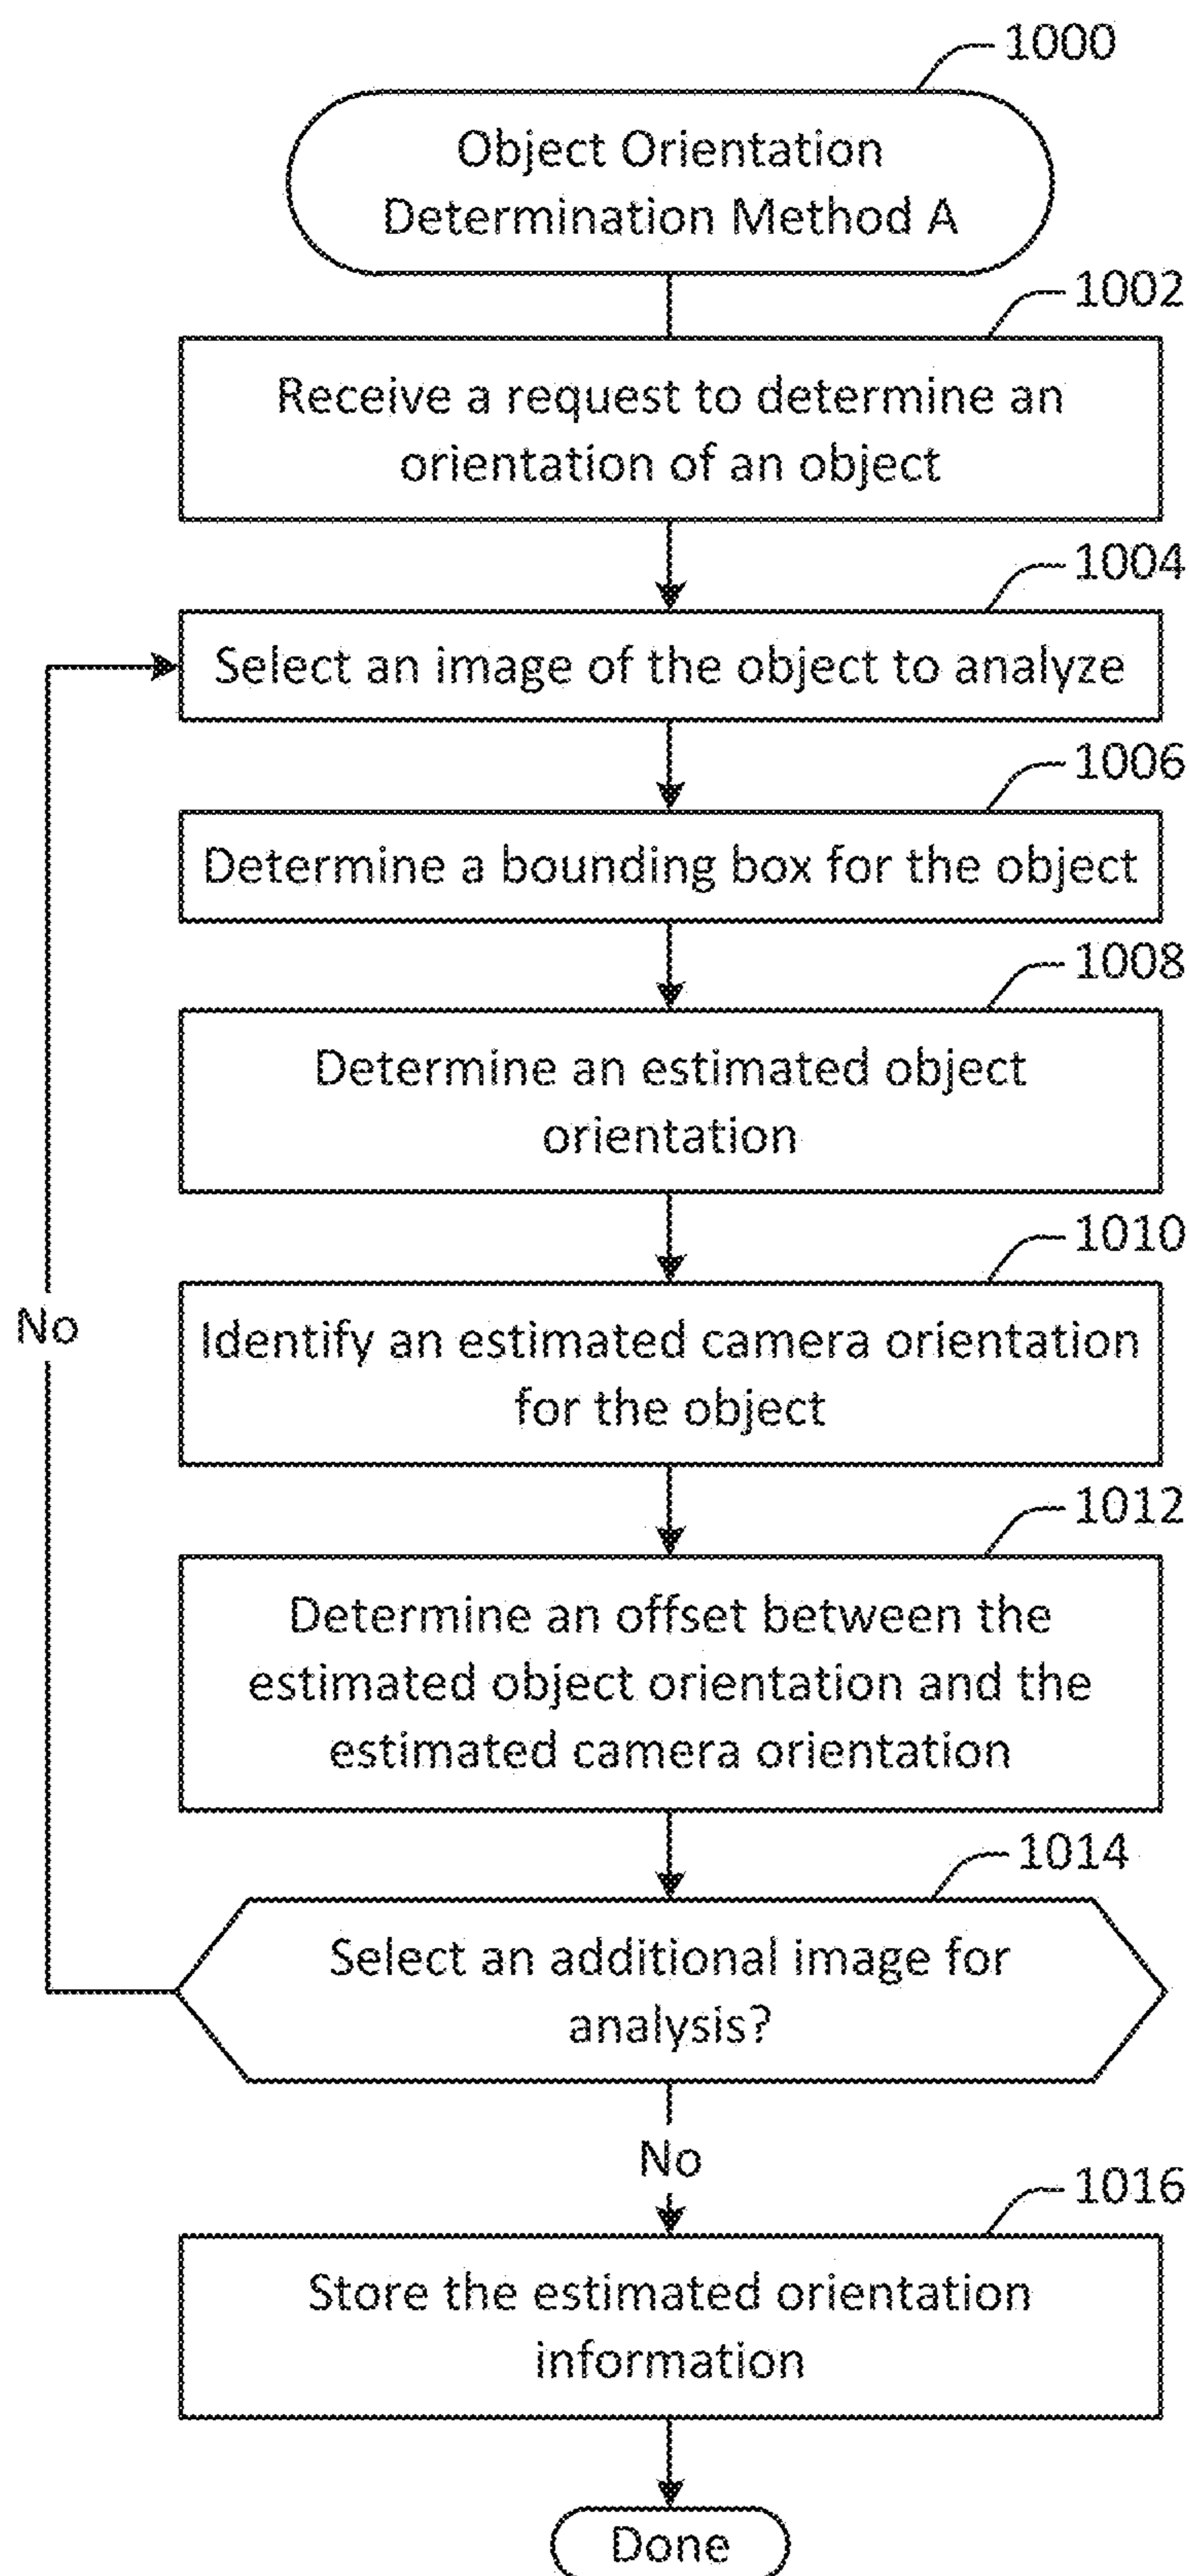 1000
Object Orientation
Determination Method A
1002
Receive a request to determine an
orientation of an object
1004
Select an image of the object to analyze
1006
Determine a bounding box for the object
1008
Determine an estimated object
orientation
1010
Identify an estimated camera orientation
for the object
No
1012
Determine an offset between the
estimated object orientation and the
estimated camera orientation
1014
Select an additional image for
analysis?
No
1016
Store the estimated orientation
information
Done